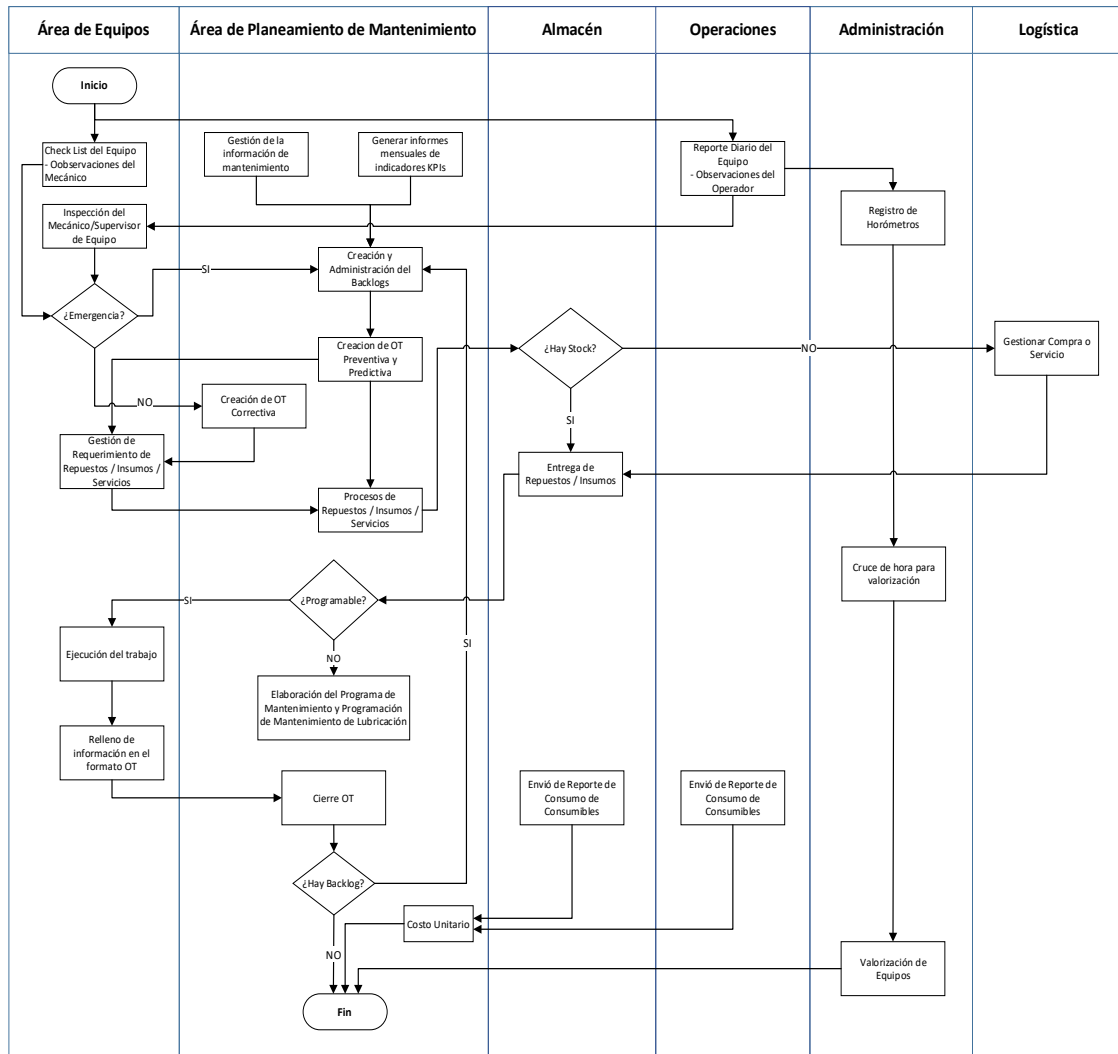 Área de Equipos
Área de Planeamiento de Mantenimiento
Almacén
Operaciones
Administración
Logística
Inicio
Check List del Equipo
- Oobservaciones del
Mecánico
Gestión de la
información de
mantenimiento
Generar informes
mensuales de
indicadores KPIs
Reporte Diario del
Equipo
- Observaciones del
Operador
Inspección del
Mecánico/Supervisor
de Equipo
Registro de
Horómetros
SI
Creación y
Administración del
Backlogs
¿Emergencia?
Creacion de OT
Preventiva y
Predictiva
¿Hay Stock?
NO
Gestionar Compra o
Servicio
NO
Creación de OT
Correctiva
SI
Gestión de
Requerimiento de
Repuestos / Insumos /
Servicios
Entrega de
Repuestos / Insumos
Procesos de
Repuestos / Insumos /
Servicios
Cruce de hora para
valorización
SI
¿Programable?
SI
Ejecución del trabajo
NO
Elaboración del Programa de
Mantenimiento y Programación
de Mantenimiento de Lubricación
Relleno de
información en el
formato OT
Cierre OT
Envió de Reporte de
Consumo de
Consumibles
Envió de Reporte de
Consumo de
Consumibles
¿Hay Backlog?
Costo Unitario
NO
Valorización de
Equipos
Fin